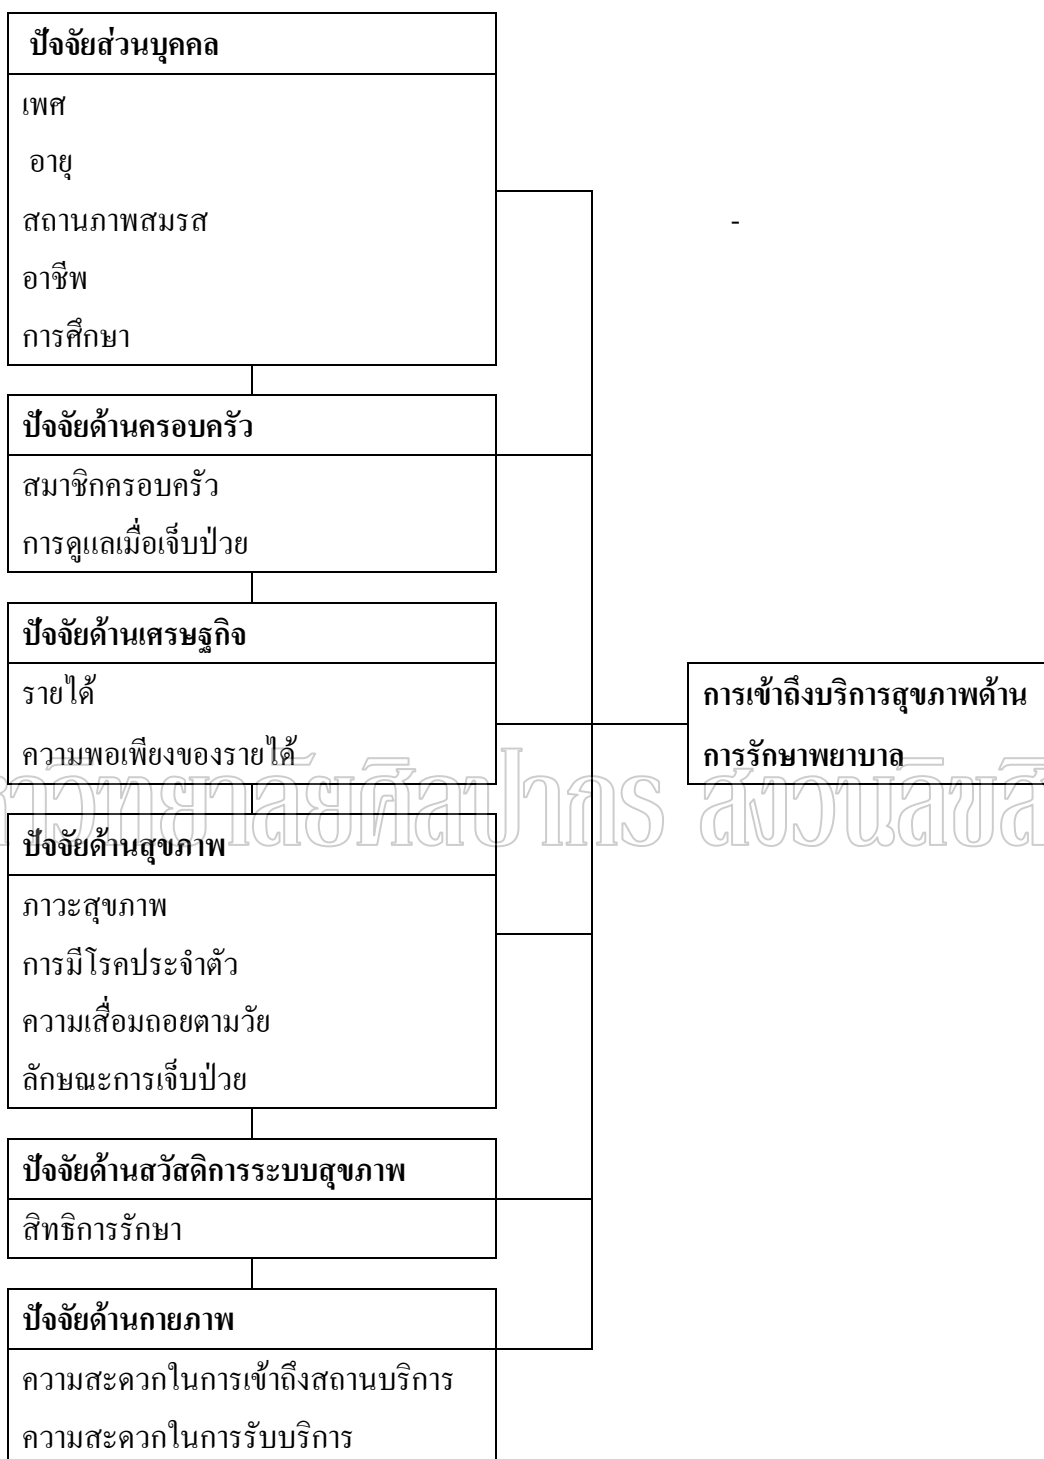 ปัจจัยส่วนบุคคล
เพศ
อายุ
สถานภาพสมรส
-
อาชีพ
การศึกษา
ปัจจัยด้านครอบครัว
สมาชิกครอบครัว
การดูแลเมื่อเจ็บป่วย
ปัจจัยด้านเศรษฐกิจ
รายได้
ความพอเพียงของรายได้
การเข้าถึงบริการสุขภาพด้าน
การรักษาพยาบาล
ปัจจัยด้านสุขภาพ
ภาวะสุขภาพ
การมีโรคประจำตัว
ความเสื่อมถอยตามวัย
ลักษณะการเจ็บป่วย
ปัจจัยด้านสวัสดิการระบบสุขภาพ
สิทธิการรักษา
ปัจจัยด้านกายภาพ
ความสะดวกในการเข้าถึงสถานบริการ
ความสะดวกในการรับบริการ